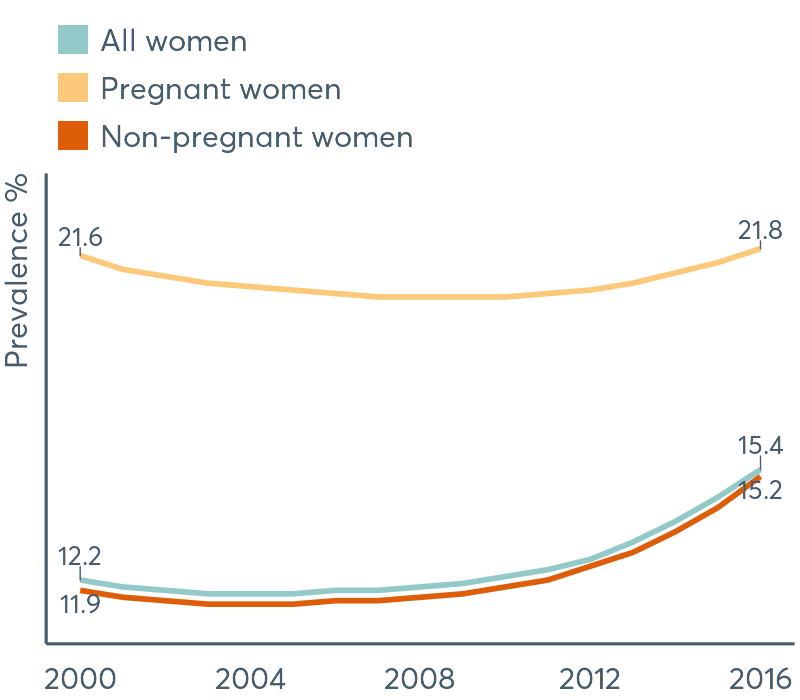 All women
Pregnant women
Non-pregnant women
Prevalence %
21.6
21.8
15.4
15.2
12.2
11.9
2000 2004 2008 2012 2016